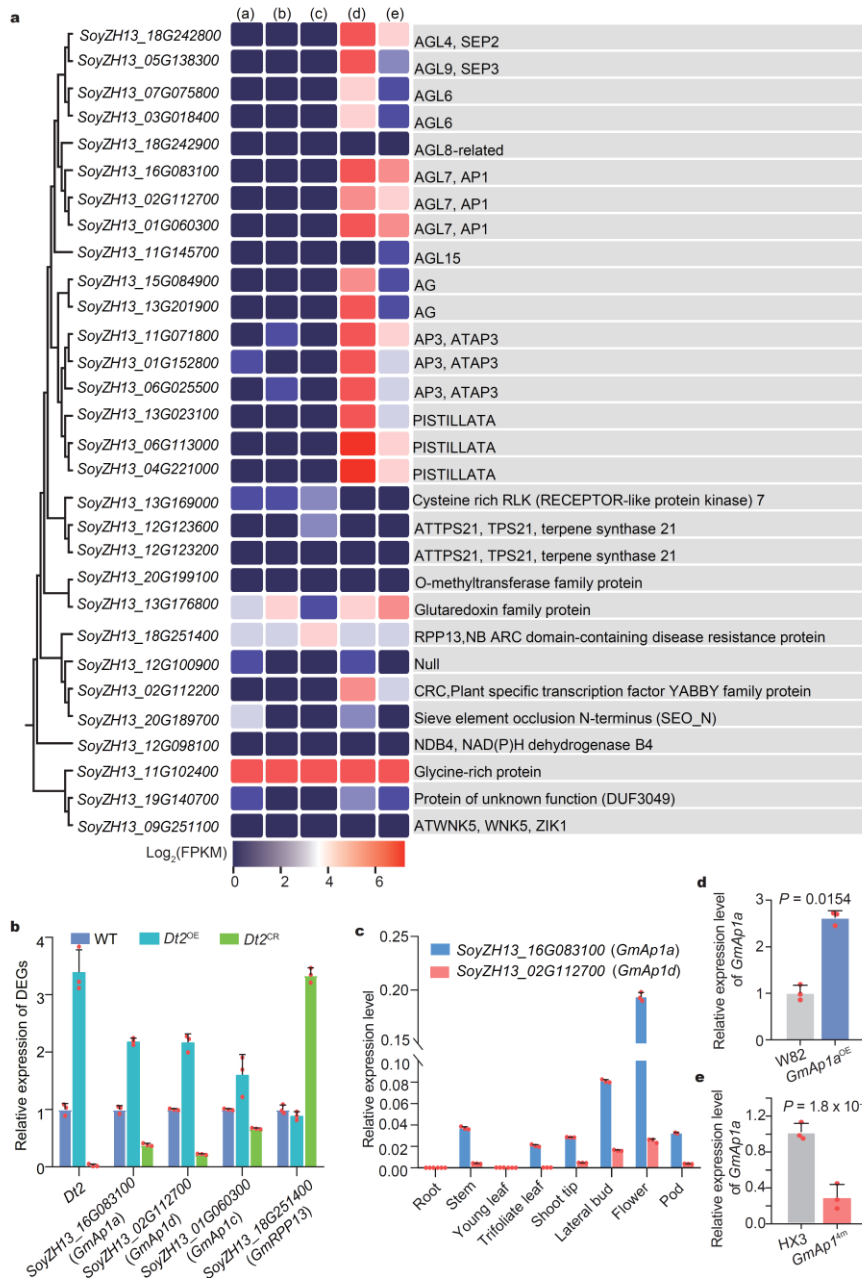 a
(a) (b) (c) (d) (e)
SoyZH13_18G242800 AGL4, SEP2
SoyZH13_05G138300 AGL9, SEP3
SoyZH13_07G075800 AGL6
SoyZH13_03G018400 AGL6
SoyZH13_18G242900 AGL8-related
SoyZH13_16G083100 AGL7, AP1
SoyZH13_02G112700 AGL7, AP1
SoyZH13_01G060300 AGL7, AP1
SoyZH13_11G145700 AGL15
SoyZH13_15G084900 AG
SoyZH13_13G201900 AG
SoyZH13_11G071800 AP3, ATAP3
SoyZH13_01G152800 AP3, ATAP3
SoyZH13_06G025500 AP3, ATAP3
SoyZH13_13G023100 PISTILLATA
SoyZH13_06G113000 PISTILLATA
SoyZH13_04G221000 PISTILLATA
SoyZH13_13G169000 Cysteine rich RLK (RECEPTOR-like protein kinase) 7
SoyZH13_12G123600 ATTPS21, TPS21, terpene synthase 21
SoyZH13_12G123200 ATTPS21, TPS21, terpene synthase 21
SoyZH13_20G199100 O-methyltransferase family protein
SoyZH13_13G176800 Glutaredoxin family protein
SoyZH13_18G251400 RPP13,NB ARC domain-containing disease resistance protein
SoyZH13_12G100900 Null
SoyZH13_02G112200 CRC,Plant specific transcription factor YABBY family protein
SoyZH13_20G189700 Sieve element occlusion N-terminus (SEO_N)
SoyZH13_12G098100 NDB4, NAD(P)H dehydrogenase B4
SoyZH13_11G102400 Glycine-rich protein
SoyZH13_19G140700 Protein of unknown function (DUF3049)
SoyZH13_09G251100 ATWNK5, WNK5, ZIK1
Log2(FPKM)
0 2 4 6
b
WT Dt2OE Dt2CR
Relative expression of DEGs
4
3
2
1
0
Dt2
SoyZH13_16G083100
(GmAp1a)
SoyZH13_02G112700
(GmAp1d)
SoyZH13_01G060300
(GmAp1c)
SoyZH13_18G251400
(GmRPP13)
c
SoyZH13_16G083100 (GmAp1a)
SoyZH13_02G112700 (GmAp1d)
Relative expression level
0.25
0.20
0.15
0.10
0.08
0.06
0.04
0.02
0.00
Root
Stem
Young leaf
Trifoliate leaf
Shoot tip
Lateral bud
Flower
Pod
d
P = 0.0154
Relative expression level
of GmAp1a
3
2
1
0
W82
GmAp1aOE
e
P = 1.8 x 10-
Relative expression level
of GmAp1a
1.2
0.8
0.4
0.0
HX3
GmAp14m